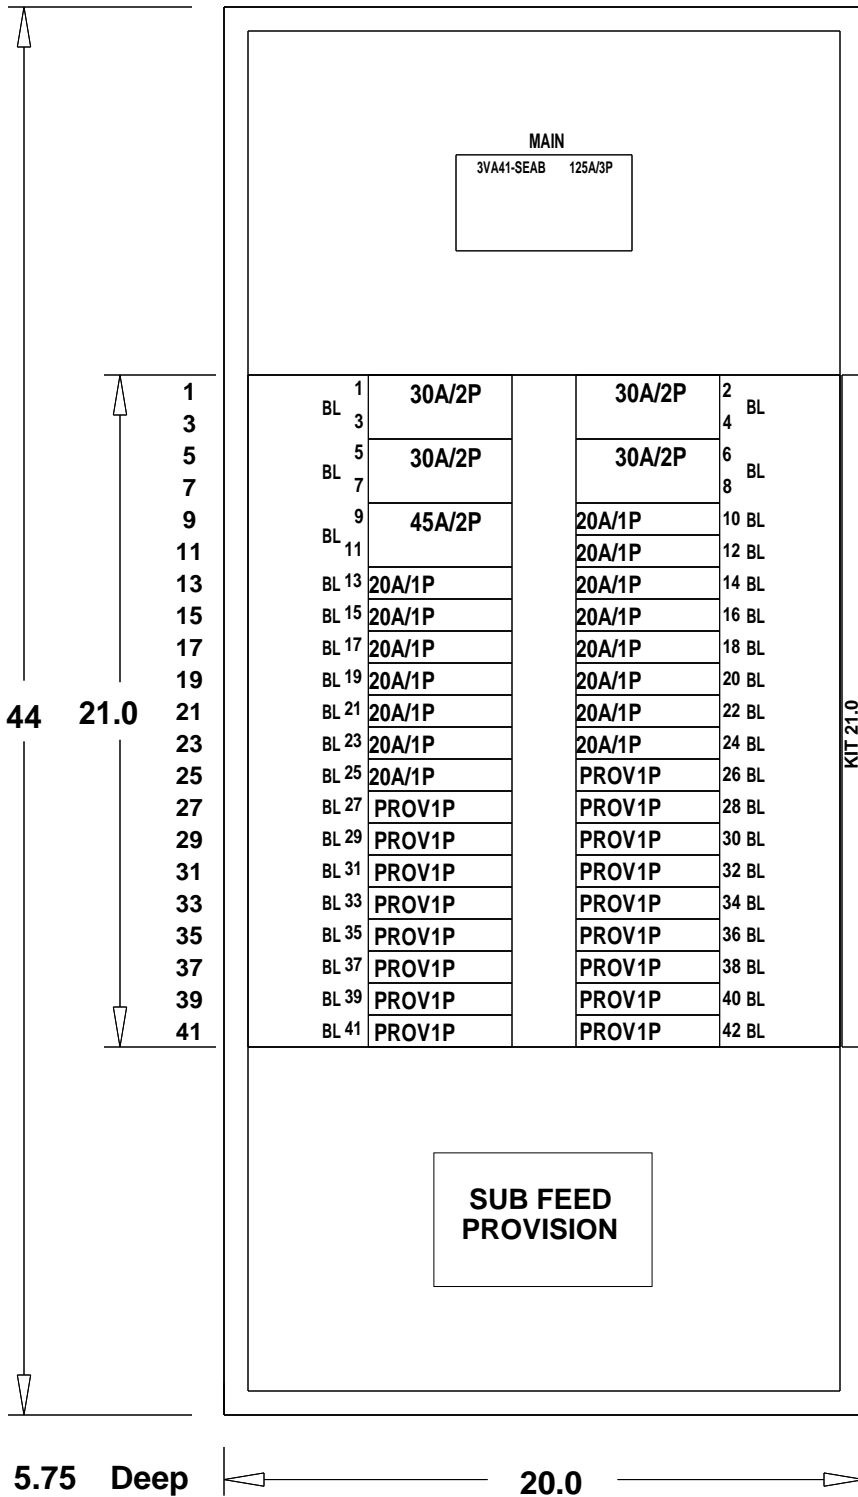 MAIN
3VA41-SEAB 125A/3P
1 BL 1 30A/2P 30A/2P 2 BL
3 3 4
5 BL 5 30A/2P 30A/2P 6 BL
7 7 8
9 BL 9 45A/2P 20A/1P 10 BL
11 11 20A/1P 12 BL
13 BL 13 20A/1P 20A/1P 14 BL
15 BL 15 20A/1P 20A/1P 16 BL
17 BL 17 20A/1P 20A/1P 18 BL
19 BL 19 20A/1P 20A/1P 20 BL
44 21.0 21 BL 21 20A/1P 20A/1P 22 BL KIT 21.0
23 BL 23 20A/1P 20A/1P 24 BL
25 BL 25 20A/1P PROV1P 26 BL
27 BL 27 PROV1P PROV1P 28 BL
29 BL 29 PROV1P PROV1P 30 BL
31 BL 31 PROV1P PROV1P 32 BL
33 BL 33 PROV1P PROV1P 34 BL
35 BL 35 PROV1P PROV1P 36 BL
37 BL 37 PROV1P PROV1P 38 BL
39 BL 39 PROV1P PROV1P 40 BL
41 BL 41 PROV1P PROV1P 42 BL
SUB FEED
PROVISION
5.75 Deep 20.0